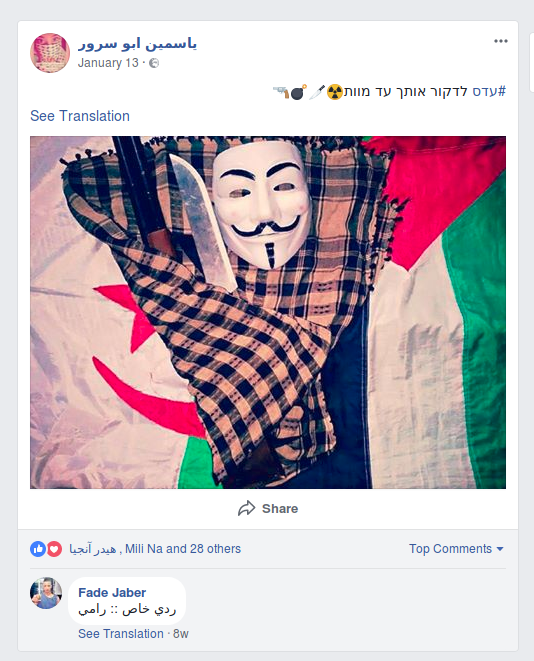 ياسمين ابو سرور
January 13 ·
#עדס לדקור אותך עד מוות☢🔪💣🔫
See Translation
Share
هيدر آنجيا , Mili Na and 28 others
Top Comments
Fade Jaber
ردي خاص :: رامي
See Translation · 8w